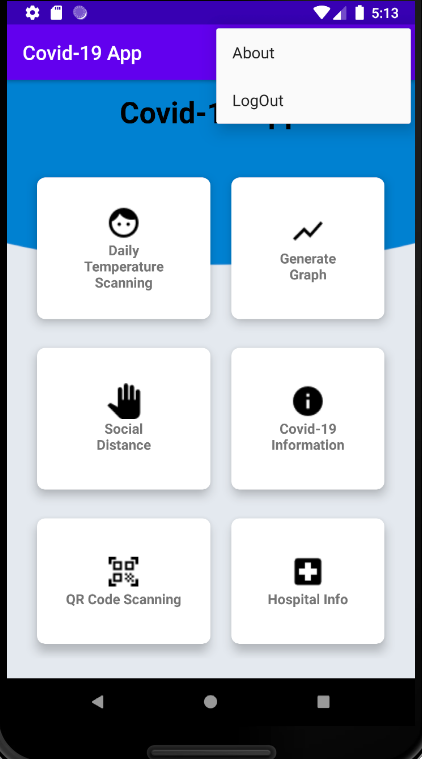 5:13
Covid-19 App
About
LogOut
Daily
Temperature
Scanning
Generate
Graph
Social
Distance
Covid-19
Information
QR Code Scanning
Hospital Info